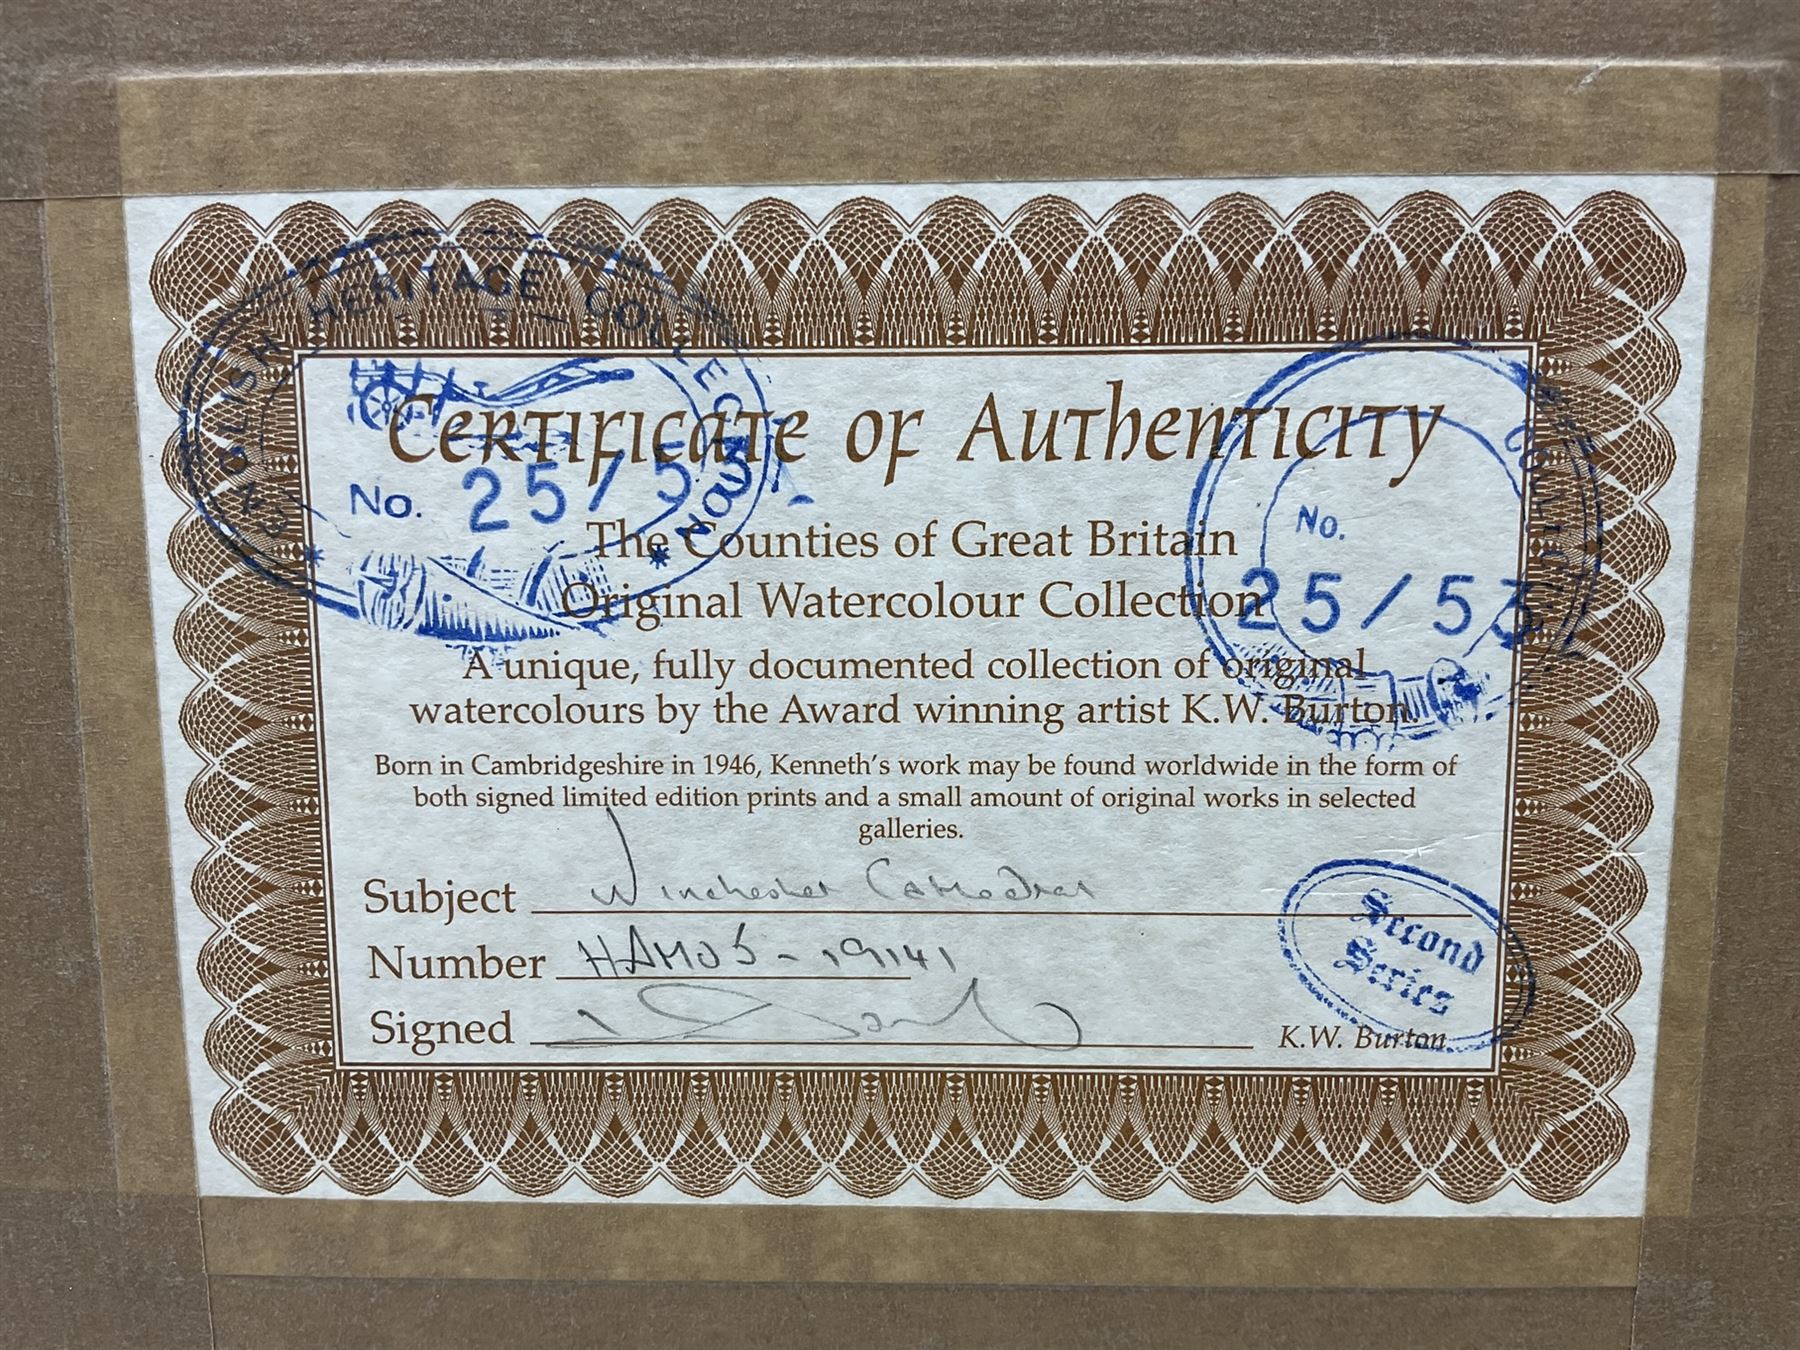 ENGLISH HERITAGE COLLECTION
Certificate of Authenticity
No. 25/53
No.
25/53
The Counties of Great Britain
Original Watercolour Collection
A unique, fully documented collection of original
watercolours by the Award winning artist K.W. Burton.
Born in Cambridgeshire in 1946, Kenneth's work may be found worldwide in the form of
both signed limited edition prints and a small amount of original works in selected
galleries.
Subject Winchester Cathedral
Number HAM05-19141
Signed
K.W. Burton
Second
Series